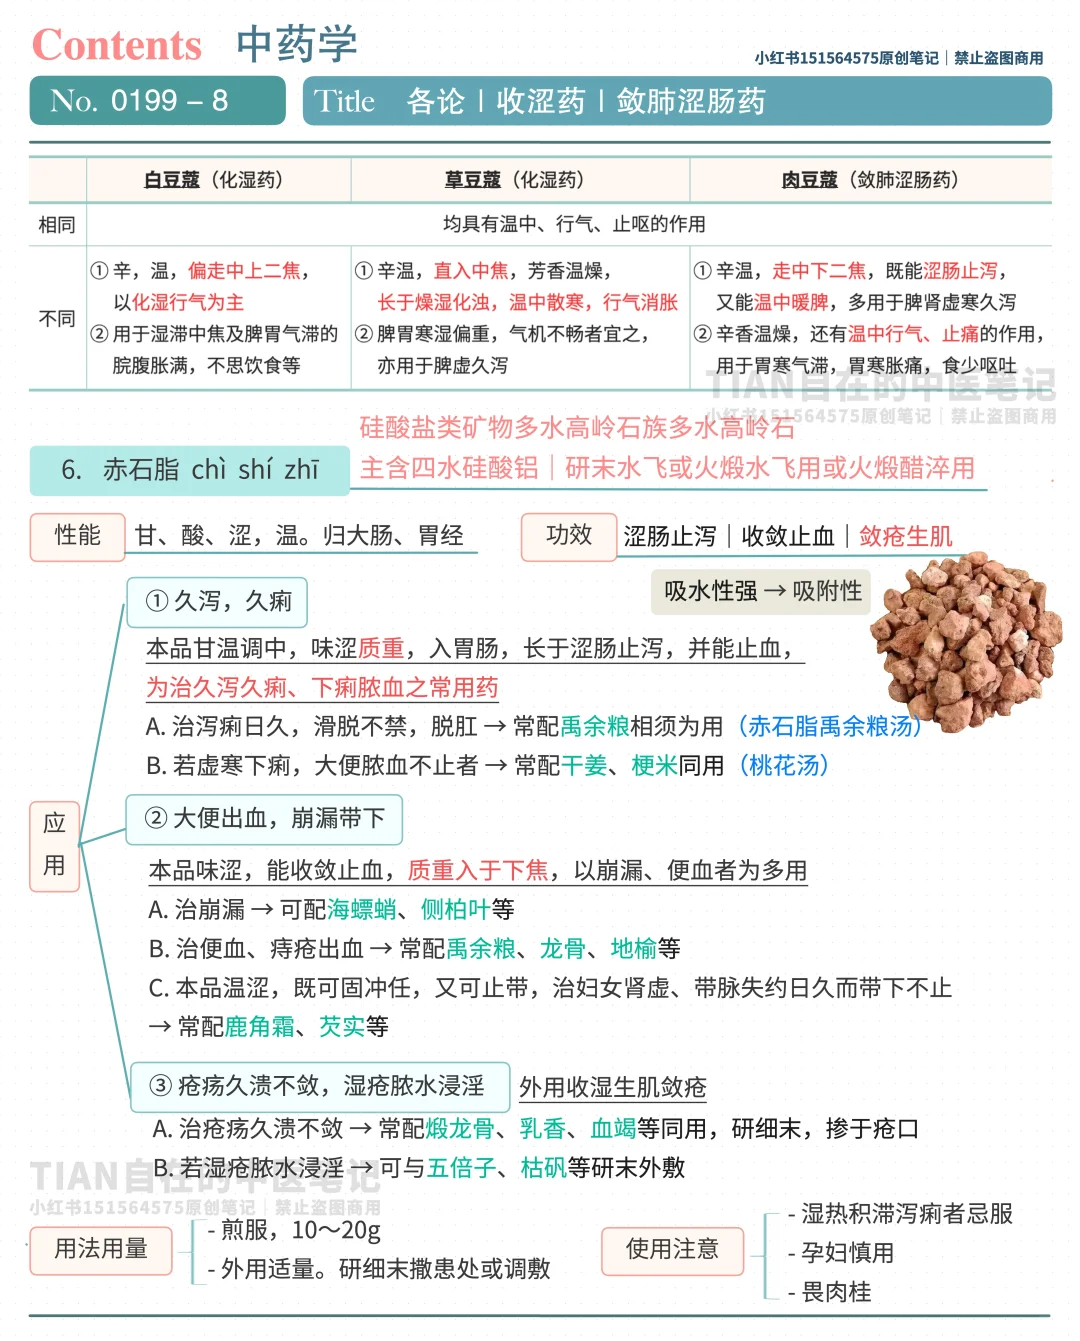 Contents 中药学
小红书151564575原创笔记｜禁止盗图商用
No. 0199 – 8
Title 各论｜收涩药｜敛肺涩肠药
白豆蔻（化湿药） 草豆蔻（化湿药） 肉豆蔻（敛肺涩肠药）
相同 均具有温中、行气、止呕的作用
不同
① 辛，温，偏走中上二焦，
以化湿行气为主
② 用于湿滞中焦及脾胃气滞的
脘腹胀满，不思饮食等
① 辛温，直入中焦，芳香温燥，
长于燥湿化浊，温中散寒，行气消胀
② 脾胃寒湿偏重，气机不畅者宜之，
亦用于脾虚久泻
① 辛温，走中下二焦，既能涩肠止泻，
又能温中暖脾，多用于脾肾虚寒久泻
② 辛香温燥，还有温中行气、止痛的作用，
用于胃寒气滞，胃寒胀痛，食少呕吐
TIAN自在的中医笔记
小红书151564575原创笔记｜禁止盗图商用
硅酸盐类矿物多水高岭石族多水高岭石
6. 赤石脂 chì shí zhī
主含四水硅酸铝｜研末水飞或火煅水飞用或火煅醋淬用
性能 甘、酸、涩，温。归大肠、胃经
功效 涩肠止泻｜收敛止血｜敛疮生肌
吸水性强 → 吸附性
应用
① 久泻，久痢
本品甘温调中，味涩质重，入胃肠，长于涩肠止泻，并能止血，
为治久泻久痢、下痢脓血之常用药
A. 治泻痢日久，滑脱不禁，脱肛 → 常配禹余粮相须为用（赤石脂禹余粮汤）
B. 若虚寒下痢，大便脓血不止者 → 常配干姜、粳米同用（桃花汤）
② 大便出血，崩漏带下
本品味涩，能收敛止血，质重入于下焦，以崩漏、便血者为多用
A. 治崩漏 → 可配海螵蛸、侧柏叶等
B. 治便血、痔疮出血 → 常配禹余粮、龙骨、地榆等
C. 本品温涩，既可固冲任，又可止带，治妇女肾虚、带脉失约日久而带下不止
→ 常配鹿角霜、芡实等
③ 疮疡久溃不敛，湿疮脓水浸淫 外用收湿生肌敛疮
A. 治疮疡久溃不敛 → 常配煅龙骨、乳香、血竭等同用，研细末，掺于疮口
B. 若湿疮脓水浸淫 → 可与五倍子、枯矾等研末外敷
TIAN自在的中医笔记
小红书151564575原创笔记｜禁止盗图商用
用法用量
- 煎服，10～20g
- 外用适量。研细末撒患处或调敷
使用注意
- 湿热积滞泻痢者忌服
- 孕妇慎用
- 畏肉桂